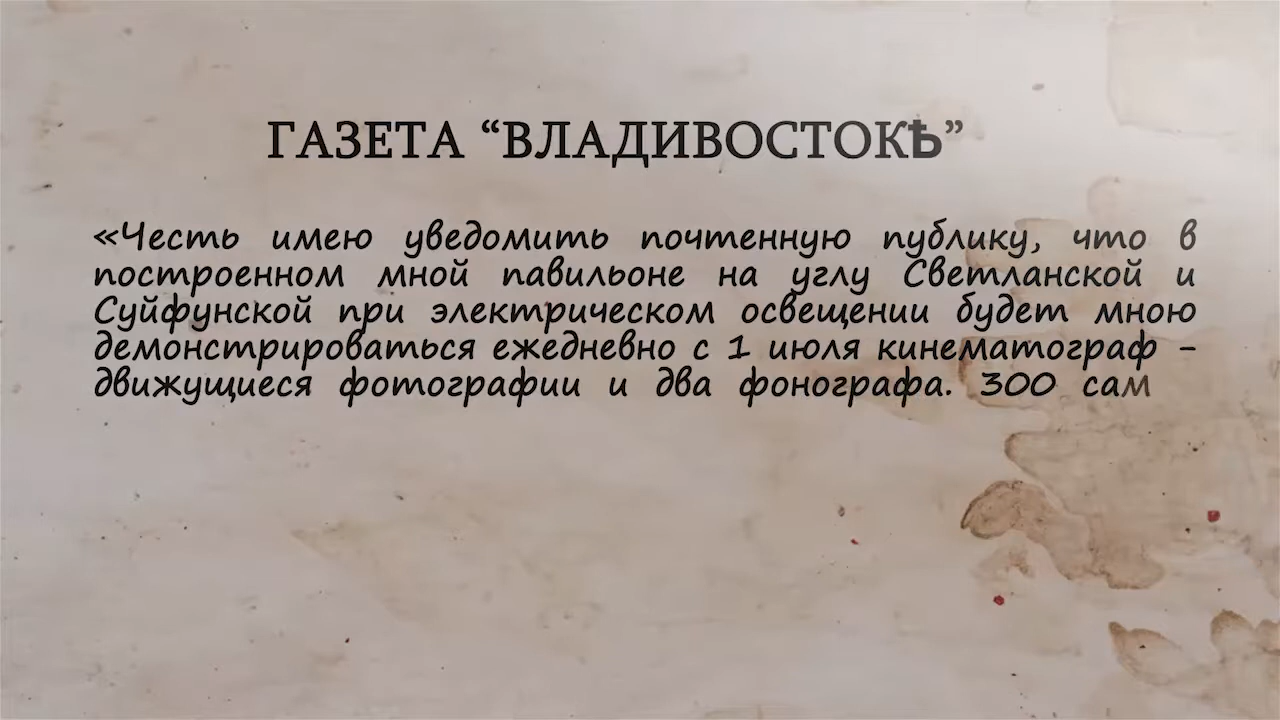 ГАЗЕТА “ВЛАДИВОСТОКѢ”
«Честь имею уведомить почтенную публику, что в
построенном мной павильоне на углу Светланской и
Суйфунской при электрическом освещении будет мною
демонстрироваться ежедневно с 1 июля кинематограф –
движущиеся фотографии и два фонографа. 300 сам